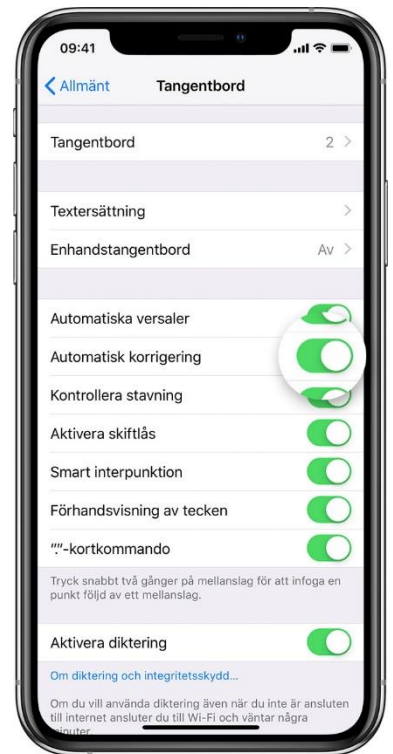 09:41
Allmänt
Tangentbord
Tangentbord 2
Textersättning
Enhandstangentbord Av
Automatiska versaler
Automatisk korrigering
Kontrollera stavning
Aktivera skiftlås
Smart interpunktion
Förhandsvisning av tecken
"."-kortkommando
Tryck snabbt två gånger på mellanslag för att infoga en
punkt följd av ett mellanslag.
Aktivera diktering
Om diktering och integritetsskydd...
Om du vill använda diktering även när du inte är ansluten
till internet ansluter du till Wi-Fi och väntar några
minuter.